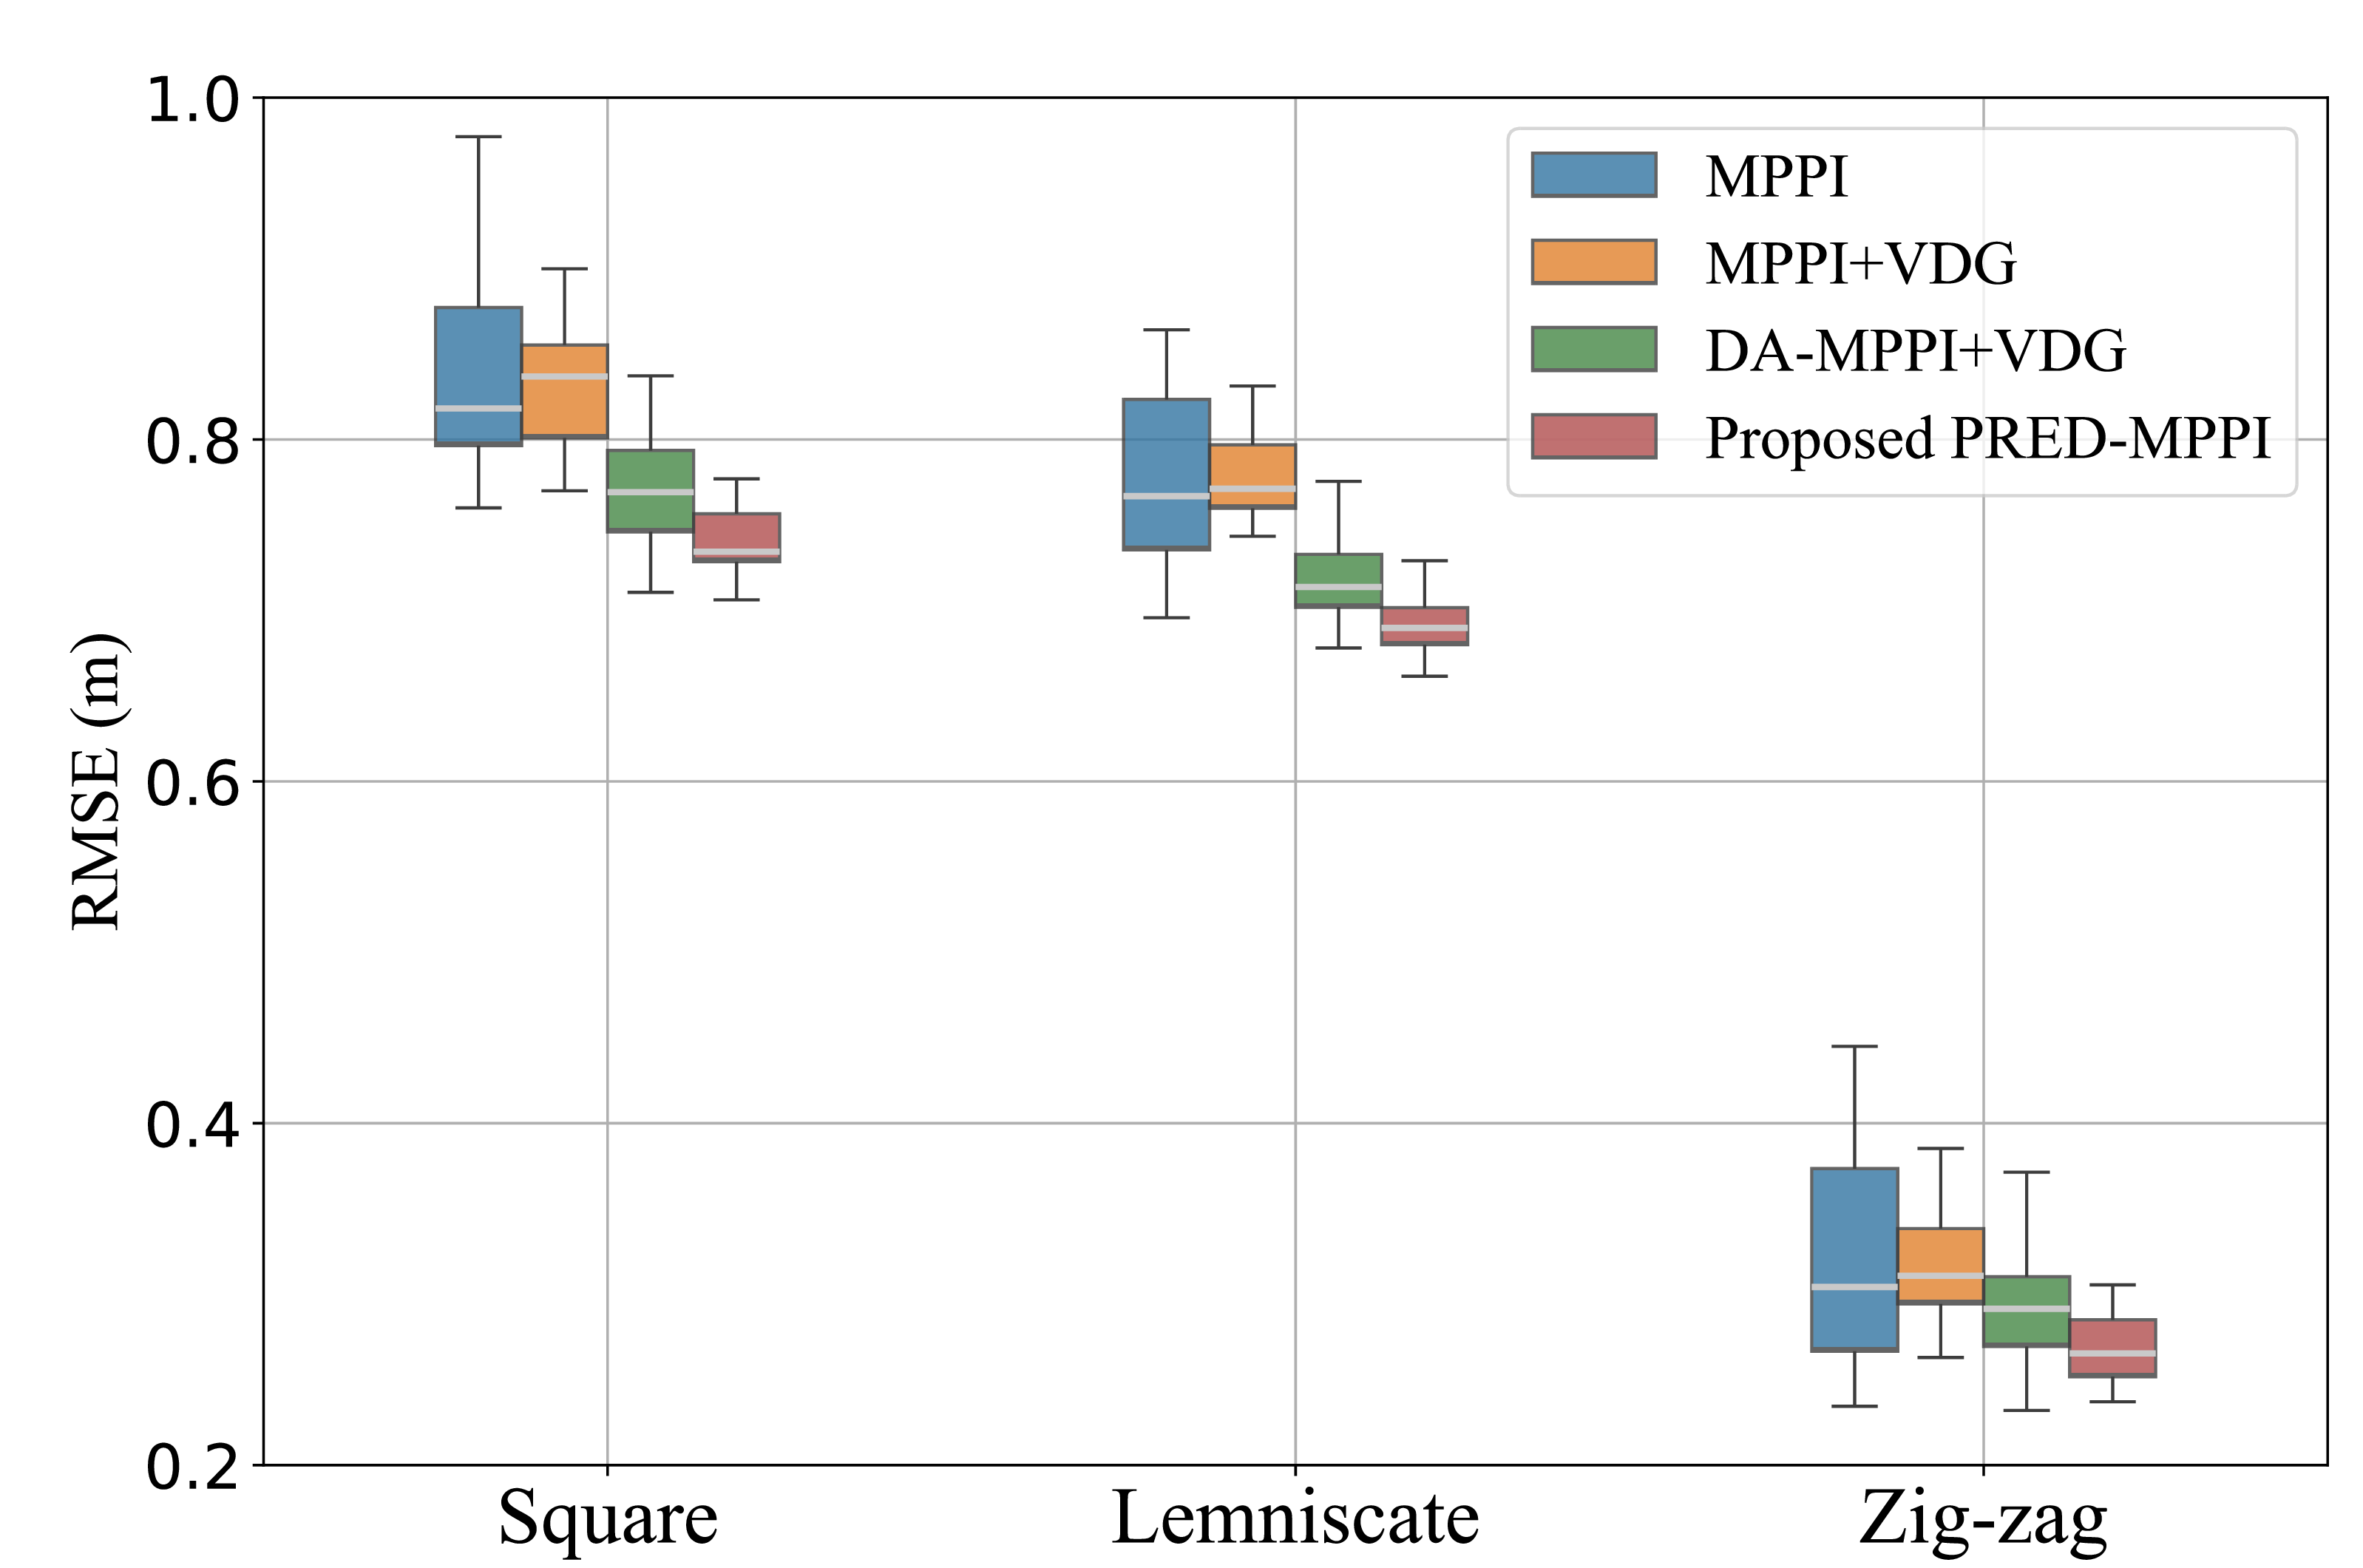 1.0
0.8
0.6
0.4
0.2
RMSE (m)
MPPI
MPPI+VDG
DA-MPPI+VDG
Proposed PRED-MPPI
Square
Lemniscate
Zig-zag